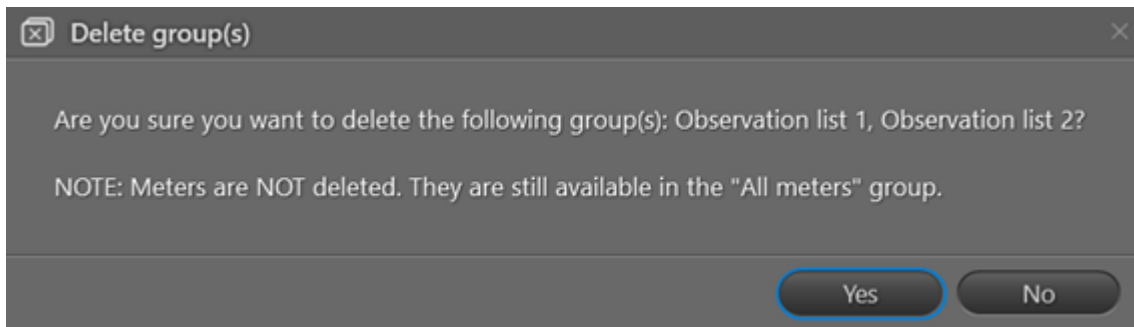 Delete group(s)
Are you sure you want to delete the following group(s): Observation list 1, Observation list 2?
NOTE: Meters are NOT deleted. They are still available in the "All meters" group.
Yes
No